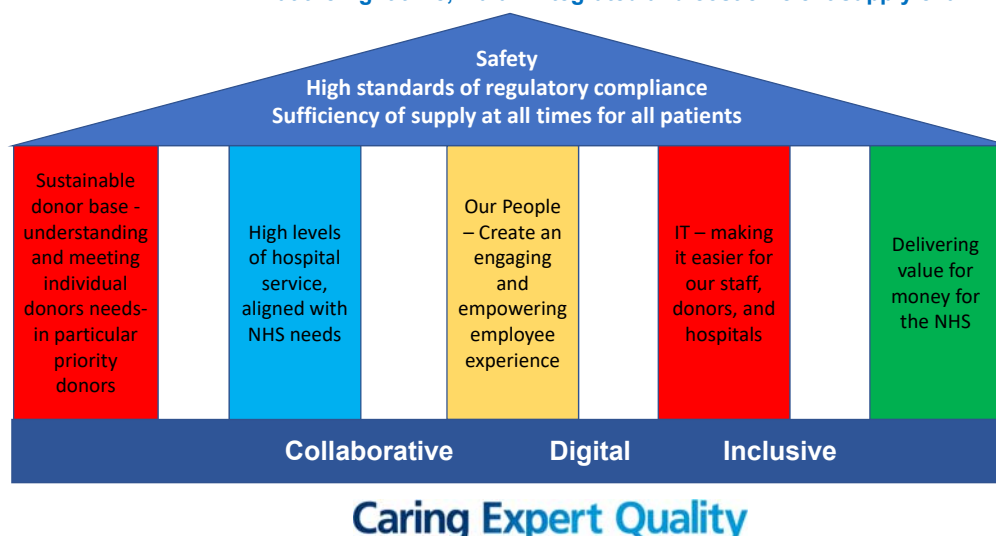 Safety
High standards of regulatory compliance
Sufficiency of supply at all times for all patients
Sustainable
donor base -
understanding
and meeting
individual
donors needs-
in particular
priority
donors
High levels
of hospital
service,
aligned with
NHS needs
Our People
– Create an
engaging
and
empowering
employee
experience
IT – making
it easier for
our staff,
donors, and
hospitals
Delivering
value for
money for
the NHS
Collaborative Digital Inclusive
Caring Expert Quality